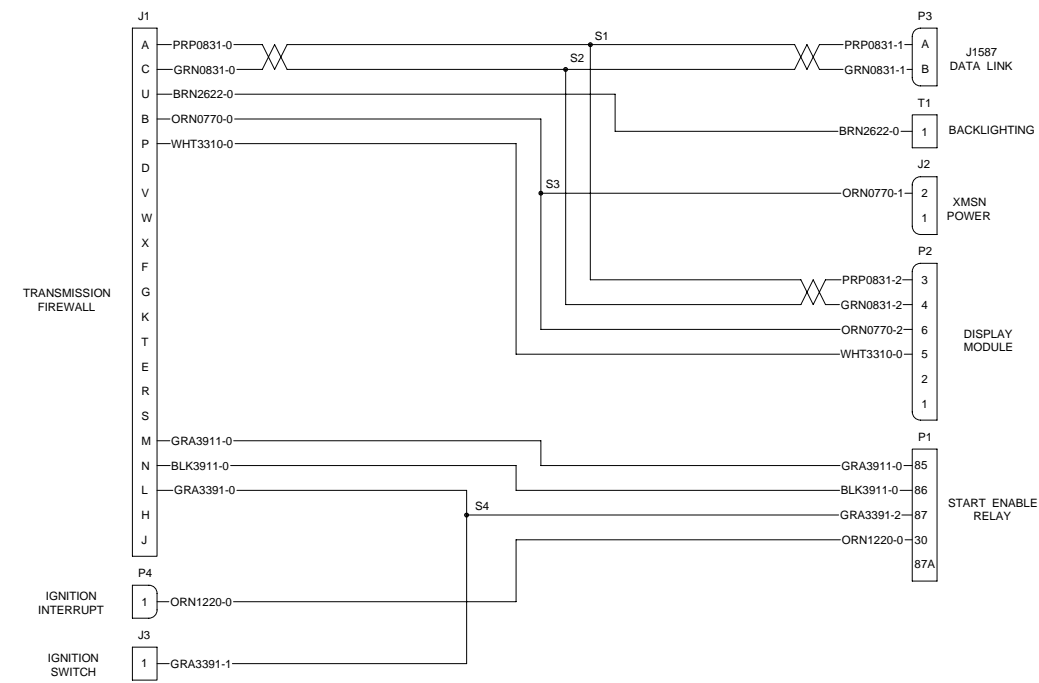 J1
P3
S1
A PRP0831-0 PRP0831-1 A
J1587
DATA LINK
S2
C GRN0831-0 GRN0831-1 B
U BRN2622-0
T1
B ORN0770-0
BRN2622-0 1 BACKLIGHTING
P WHT3310-0
J2
D
S3
V ORN0770-1 2
XMSN
POWER
W 1
X
P2
F
PRP0831-2 3
G
TRANSMISSION
FIREWALL
GRN0831-2 4
K
ORN0770-2 6
DISPLAY
MODULE
T
WHT3310-0 5
E
2
R
1
S
P1
M GRA3911-0 GRA3911-0 85
N BLK3911-0 BLK3911-0 86
L GRA3391-0
START ENABLE
RELAY
S4
H GRA3391-2 87
J ORN1220-0 30
87A
P4
IGNITION
INTERRUPT
1 ORN1220-0
J3
IGNITION
SWITCH
1 GRA3391-1